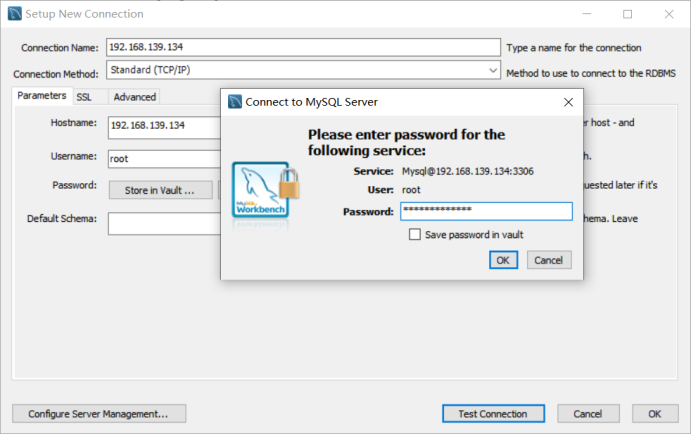 Setup New Connection
Connection Name: 192.168.139.134 Type a name for the connection
Connection Method: Standard (TCP/IP) Method to use to connect to the RDBMS
Parameters SSL Advanced
Hostname: 192.168.139.134 host - and
Username: root
Password: Store in Vault ... later if it's
Default Schema: Leave
Connect to MySQL Server
Please enter password for the
following service:
Service: Mysql@192.168.139.134:3306
User: root
Password: *************
MySQL
Workbench
Save password in vault
OK Cancel
Configure Server Management... Test Connection Cancel OK